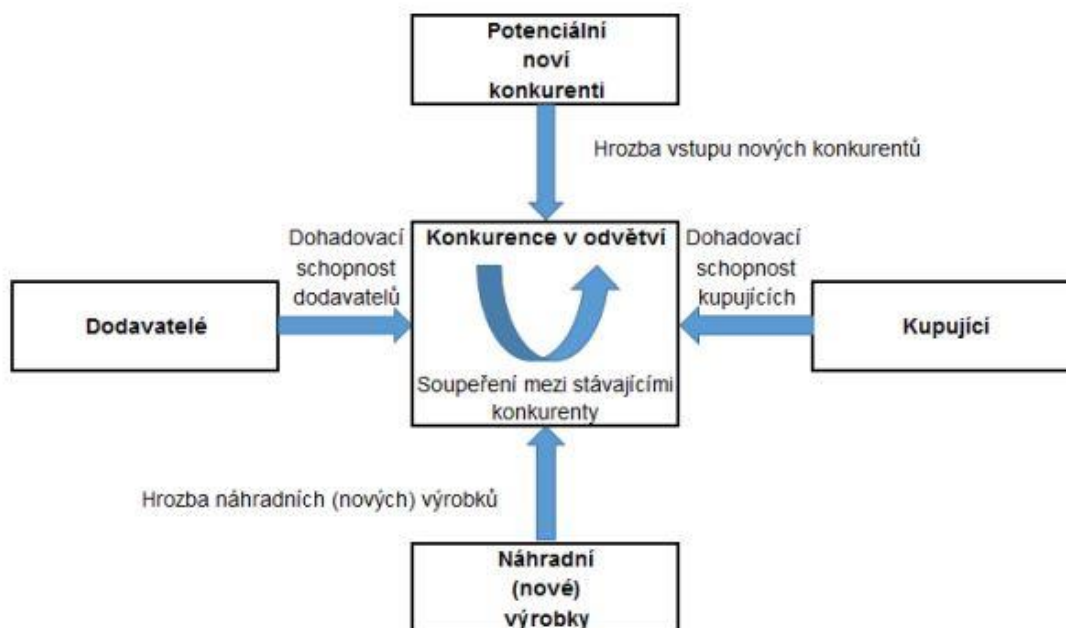 Potenciální
noví
konkurenti
Hrozba vstupu nových konkurentů
Dohadovací
schopnost
dodavatelů
Konkurence v odvětví
Dohadovací
schopnost
kupujících
Dodavatelé
Kupující
Soupeření mezi stávajícími
konkurenty
Hrozba náhradních (nových) výrobků
Náhradní
(nové)
výrobky